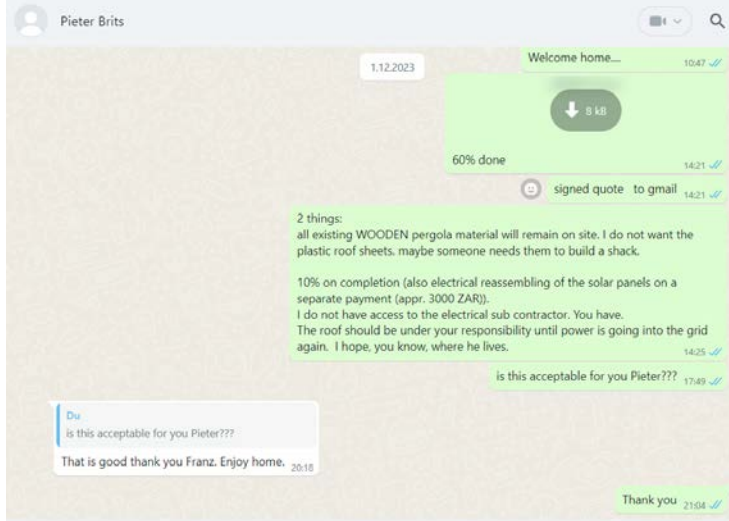 Pieter Brits
Welcome home....
10:47
1.12.2023
8 kB
60% done
14:21
signed quote to gmail 14:21
2 things:
all existing WOODEN pergola material will remain on site. I do not want the
plastic roof sheets. maybe someone needs them to build a shack.
10% on completion (also electrical reassembling of the solar panels on a
separate payment (appr. 3000 ZAR)).
I do not have access to the electrical sub contractor. You have.
The roof should be under your responsibility until power is going into the grid
again. I hope, you know, where he lives.
14:25
is this acceptable for you Pieter??? 17:49
Du
is this acceptable for you Pieter???
That is good thank you Franz. Enjoy home. 20:18
Thank you 21:04